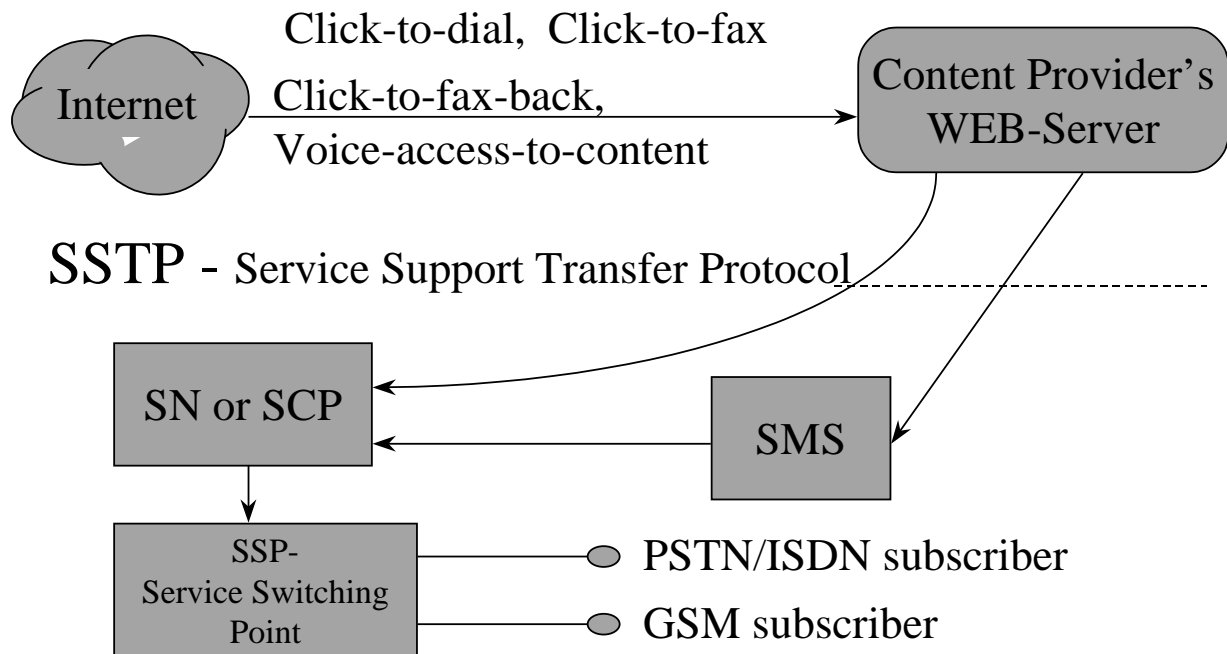 Click-to-dial, Click-to-fax
Internet
Click-to-fax-back,
Voice-access-to-content
Content Provider's
WEB-Server
SSTP - Service Support Transfer Protocol
SN or SCP
SMS
SSP-
Service Switching
Point
PSTN/ISDN subscriber
GSM subscriber